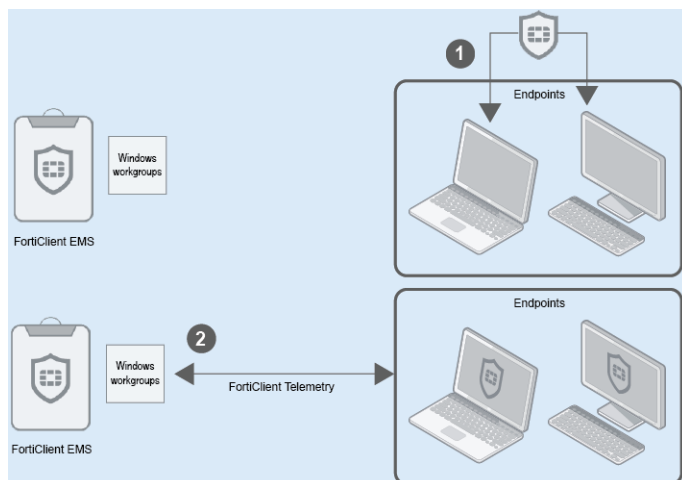 1
Endpoints
Windows
workgroups
FortiClient EMS
Endpoints
2
Windows
workgroups
FortiClient Telemetry
FortiClient EMS